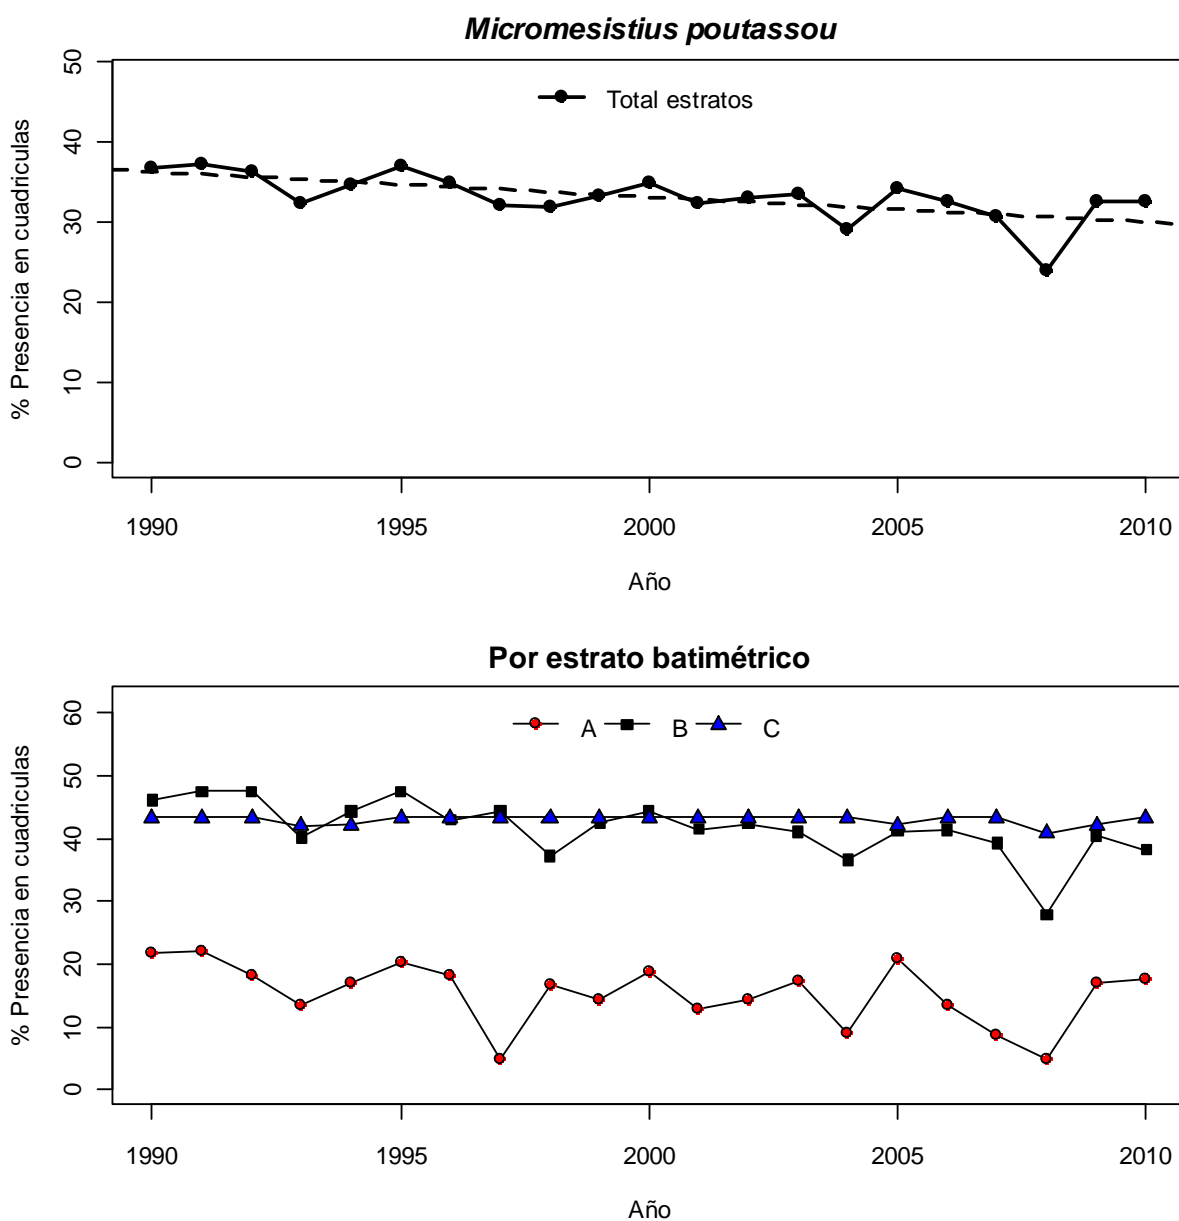 Micromesistius poutassou
Total estratos
% Presencia en cuadriculas
50
40
30
20
10
0
1990 1995 2000 2005 2010
Año
Por estrato batimétrico
A B C
% Presencia en cuadriculas
60
50
40
30
20
10
0
1990 1995 2000 2005 2010
Año